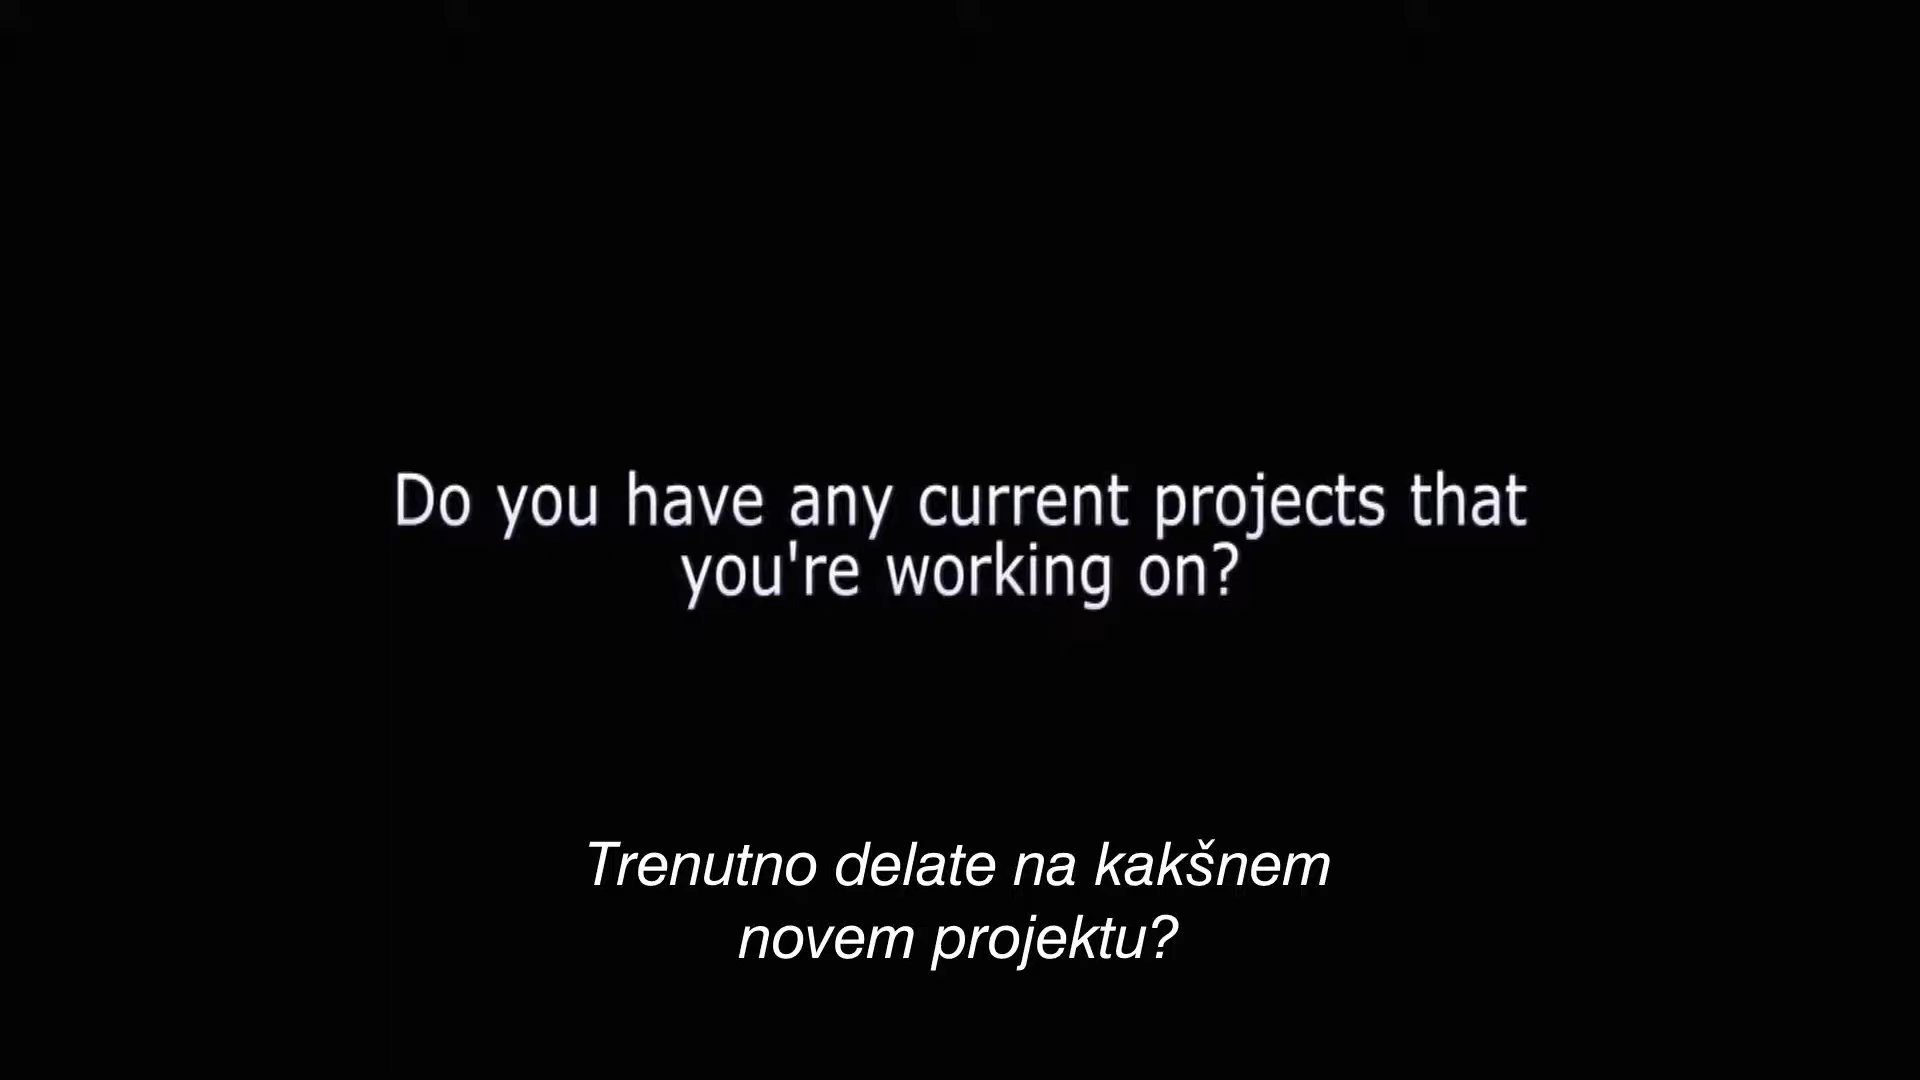 Do you have any current projects that
you're working on?
Trenutno delate na kakšnem
novem projektu?